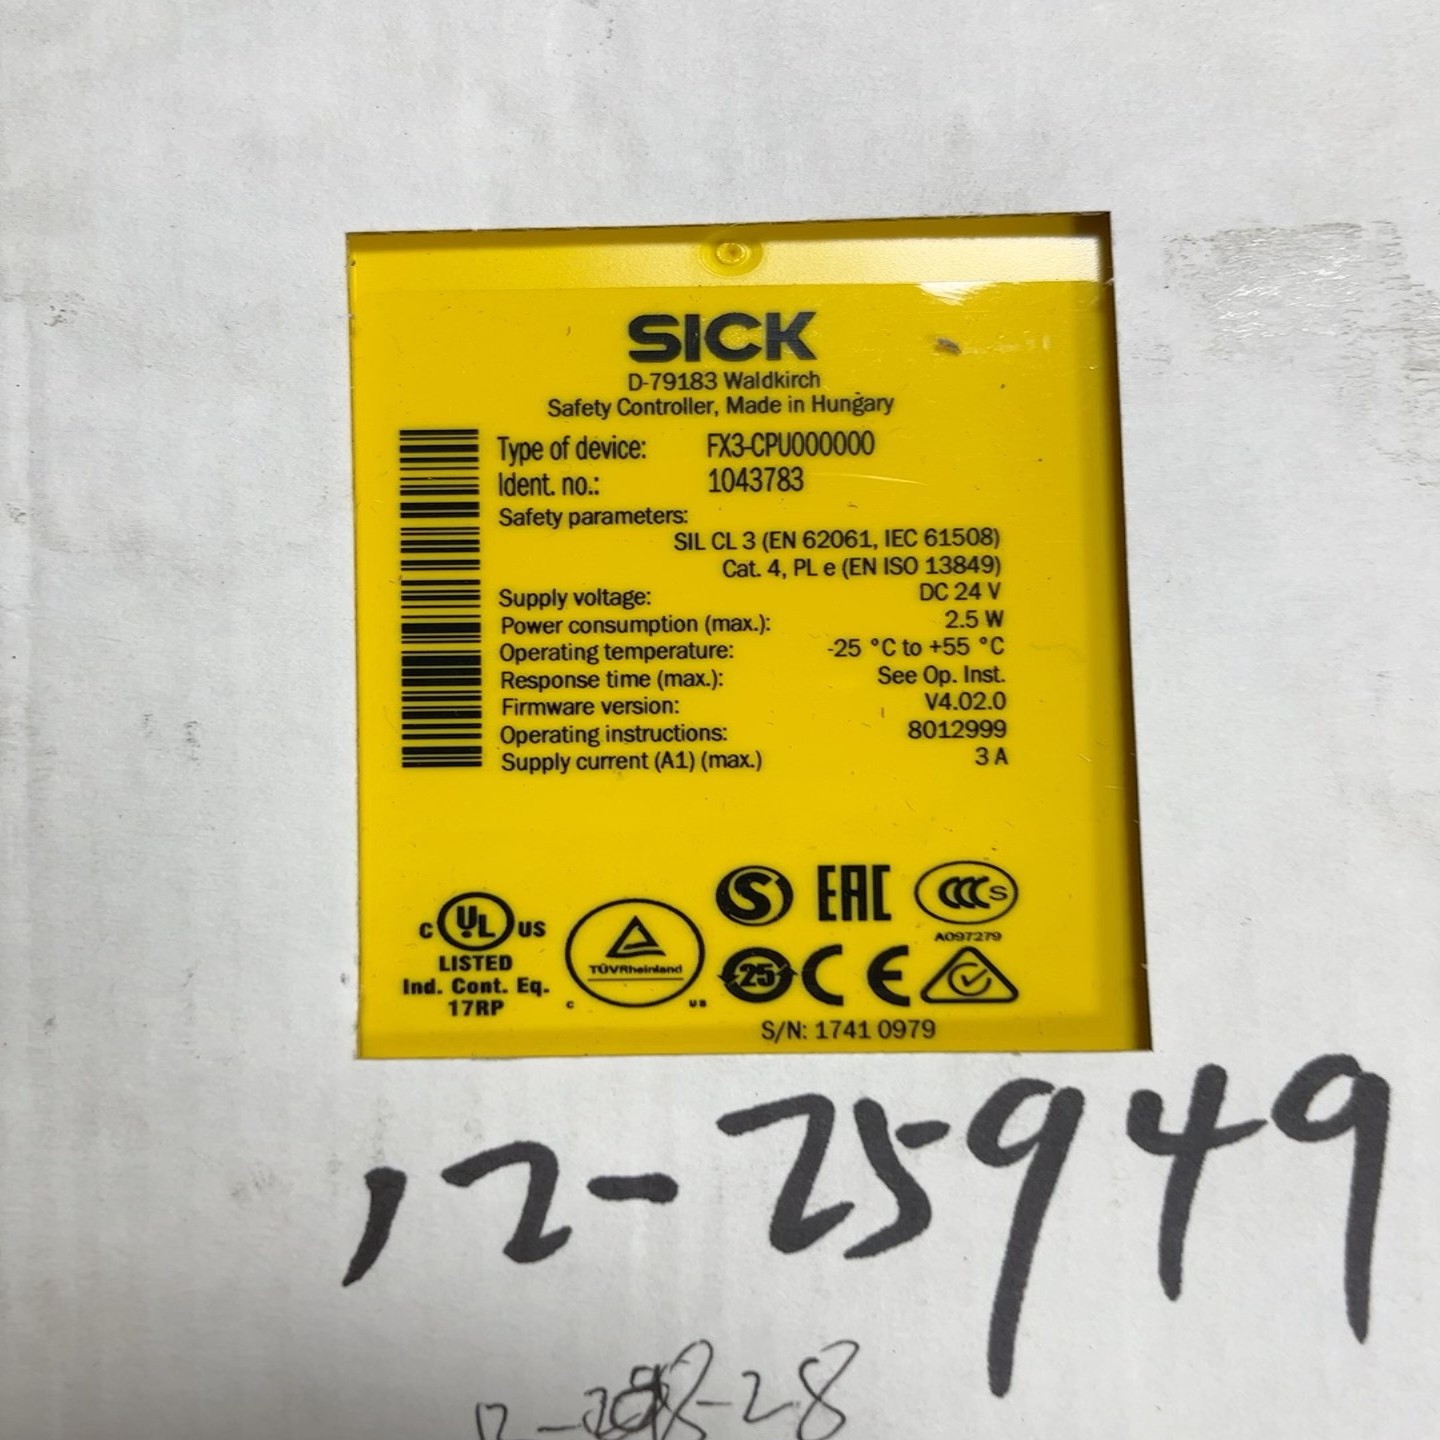 SICK
D-79183 Waldkirch
Safety Controller, Made in Hungary
Type of device: FX3-CPU000000
Ident. no.: 1043783
Safety parameters:
SIL CL 3 (EN 62061, IEC 61508)
Cat. 4, PL e (EN ISO 13849)
Supply voltage: DC 24 V
Power consumption (max.): 2.5 W
Operating temperature: -25 °C to +55 °C
Response time (max.): See Op. Inst.
Firmware version: V4.02.0
Operating instructions: 8012999
Supply current (A1) (max.) 3 A
S EAC CCC S
A097279
C UL US
LISTED
Ind. Cont. Eq.
17RP
TÜVRheinland
C US
25 CE
S/N: 1741 0979
12-25949